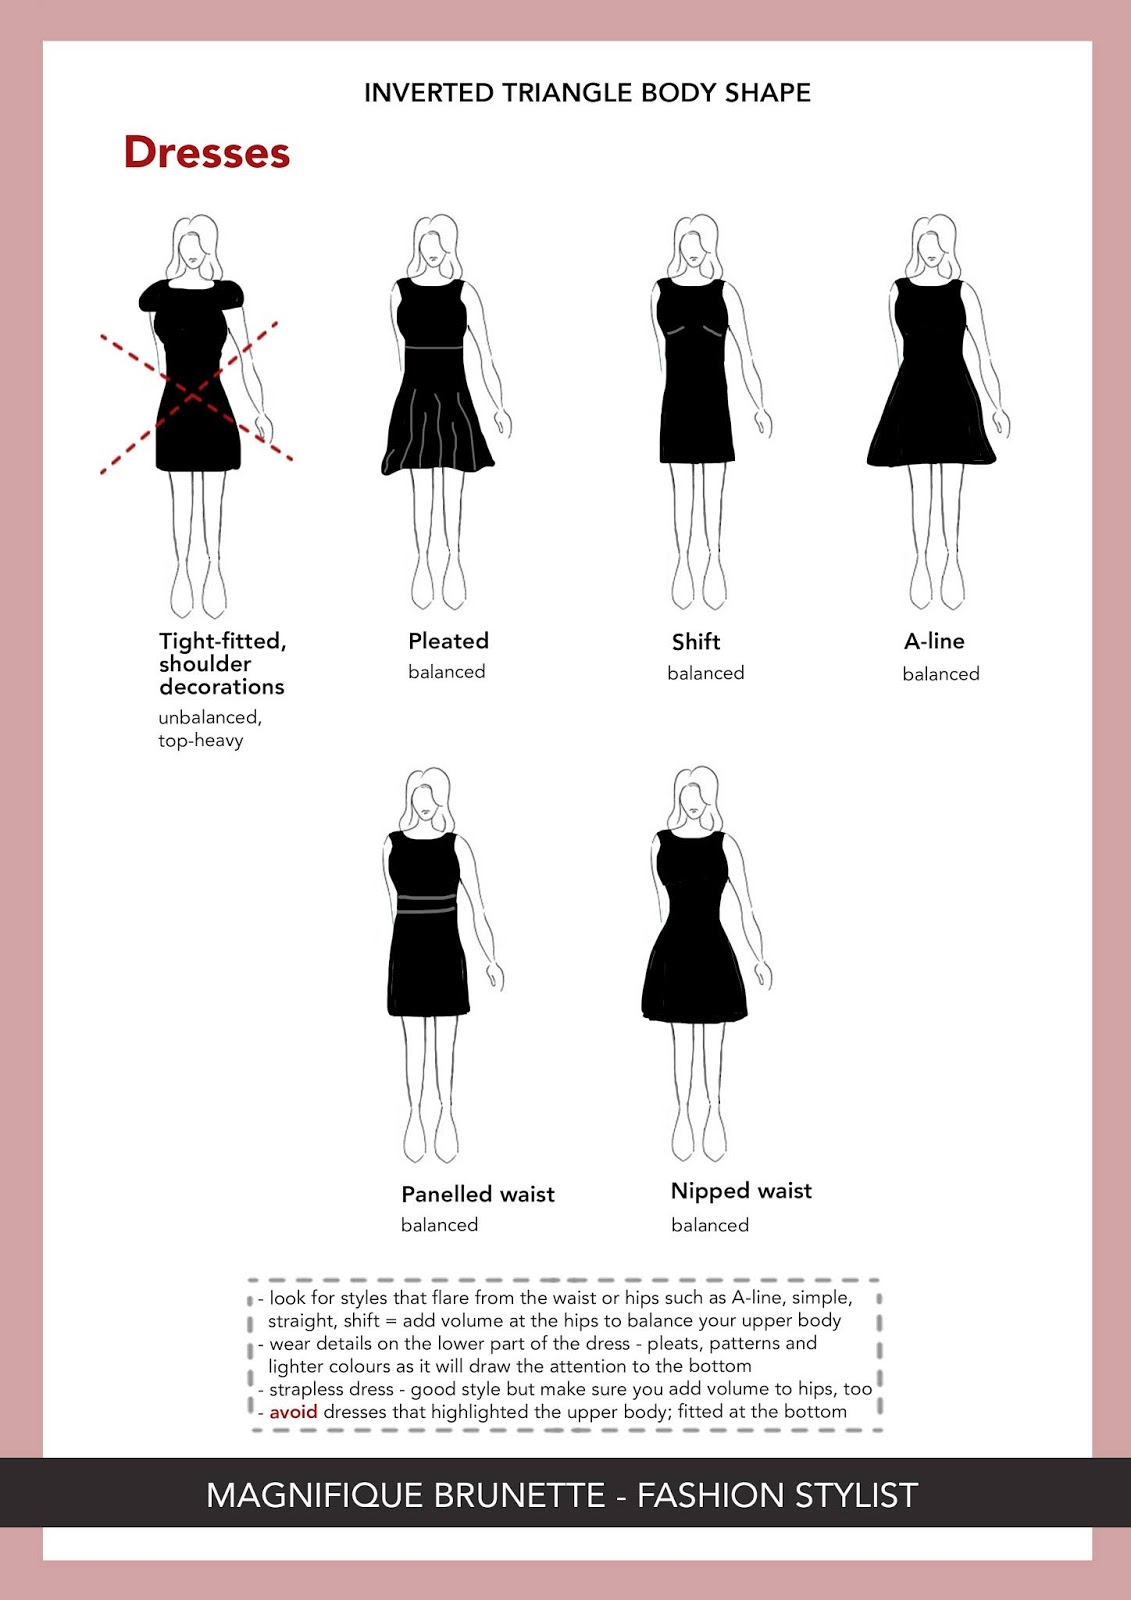 INVERTED TRIANGLE BODY SHAPE
Dresses
Tight-fitted,
shoulder
decorations
unbalanced,
top-heavy
Pleated
balanced
Shift
balanced
A-line
balanced
Panelled waist
balanced
Nipped waist
balanced
- look for styles that flare from the waist or hips such as A-line, simple,
straight, shift = add volume at the hips to balance your upper body
- wear details on the lower part of the dress - pleats, patterns and
lighter colours as it will draw the attention to the bottom
- strapless dress - good style but make sure you add volume to hips, too
- avoid dresses that highlighted the upper body; fitted at the bottom
MAGNIFIQUE BRUNETTE - FASHION STYLIST